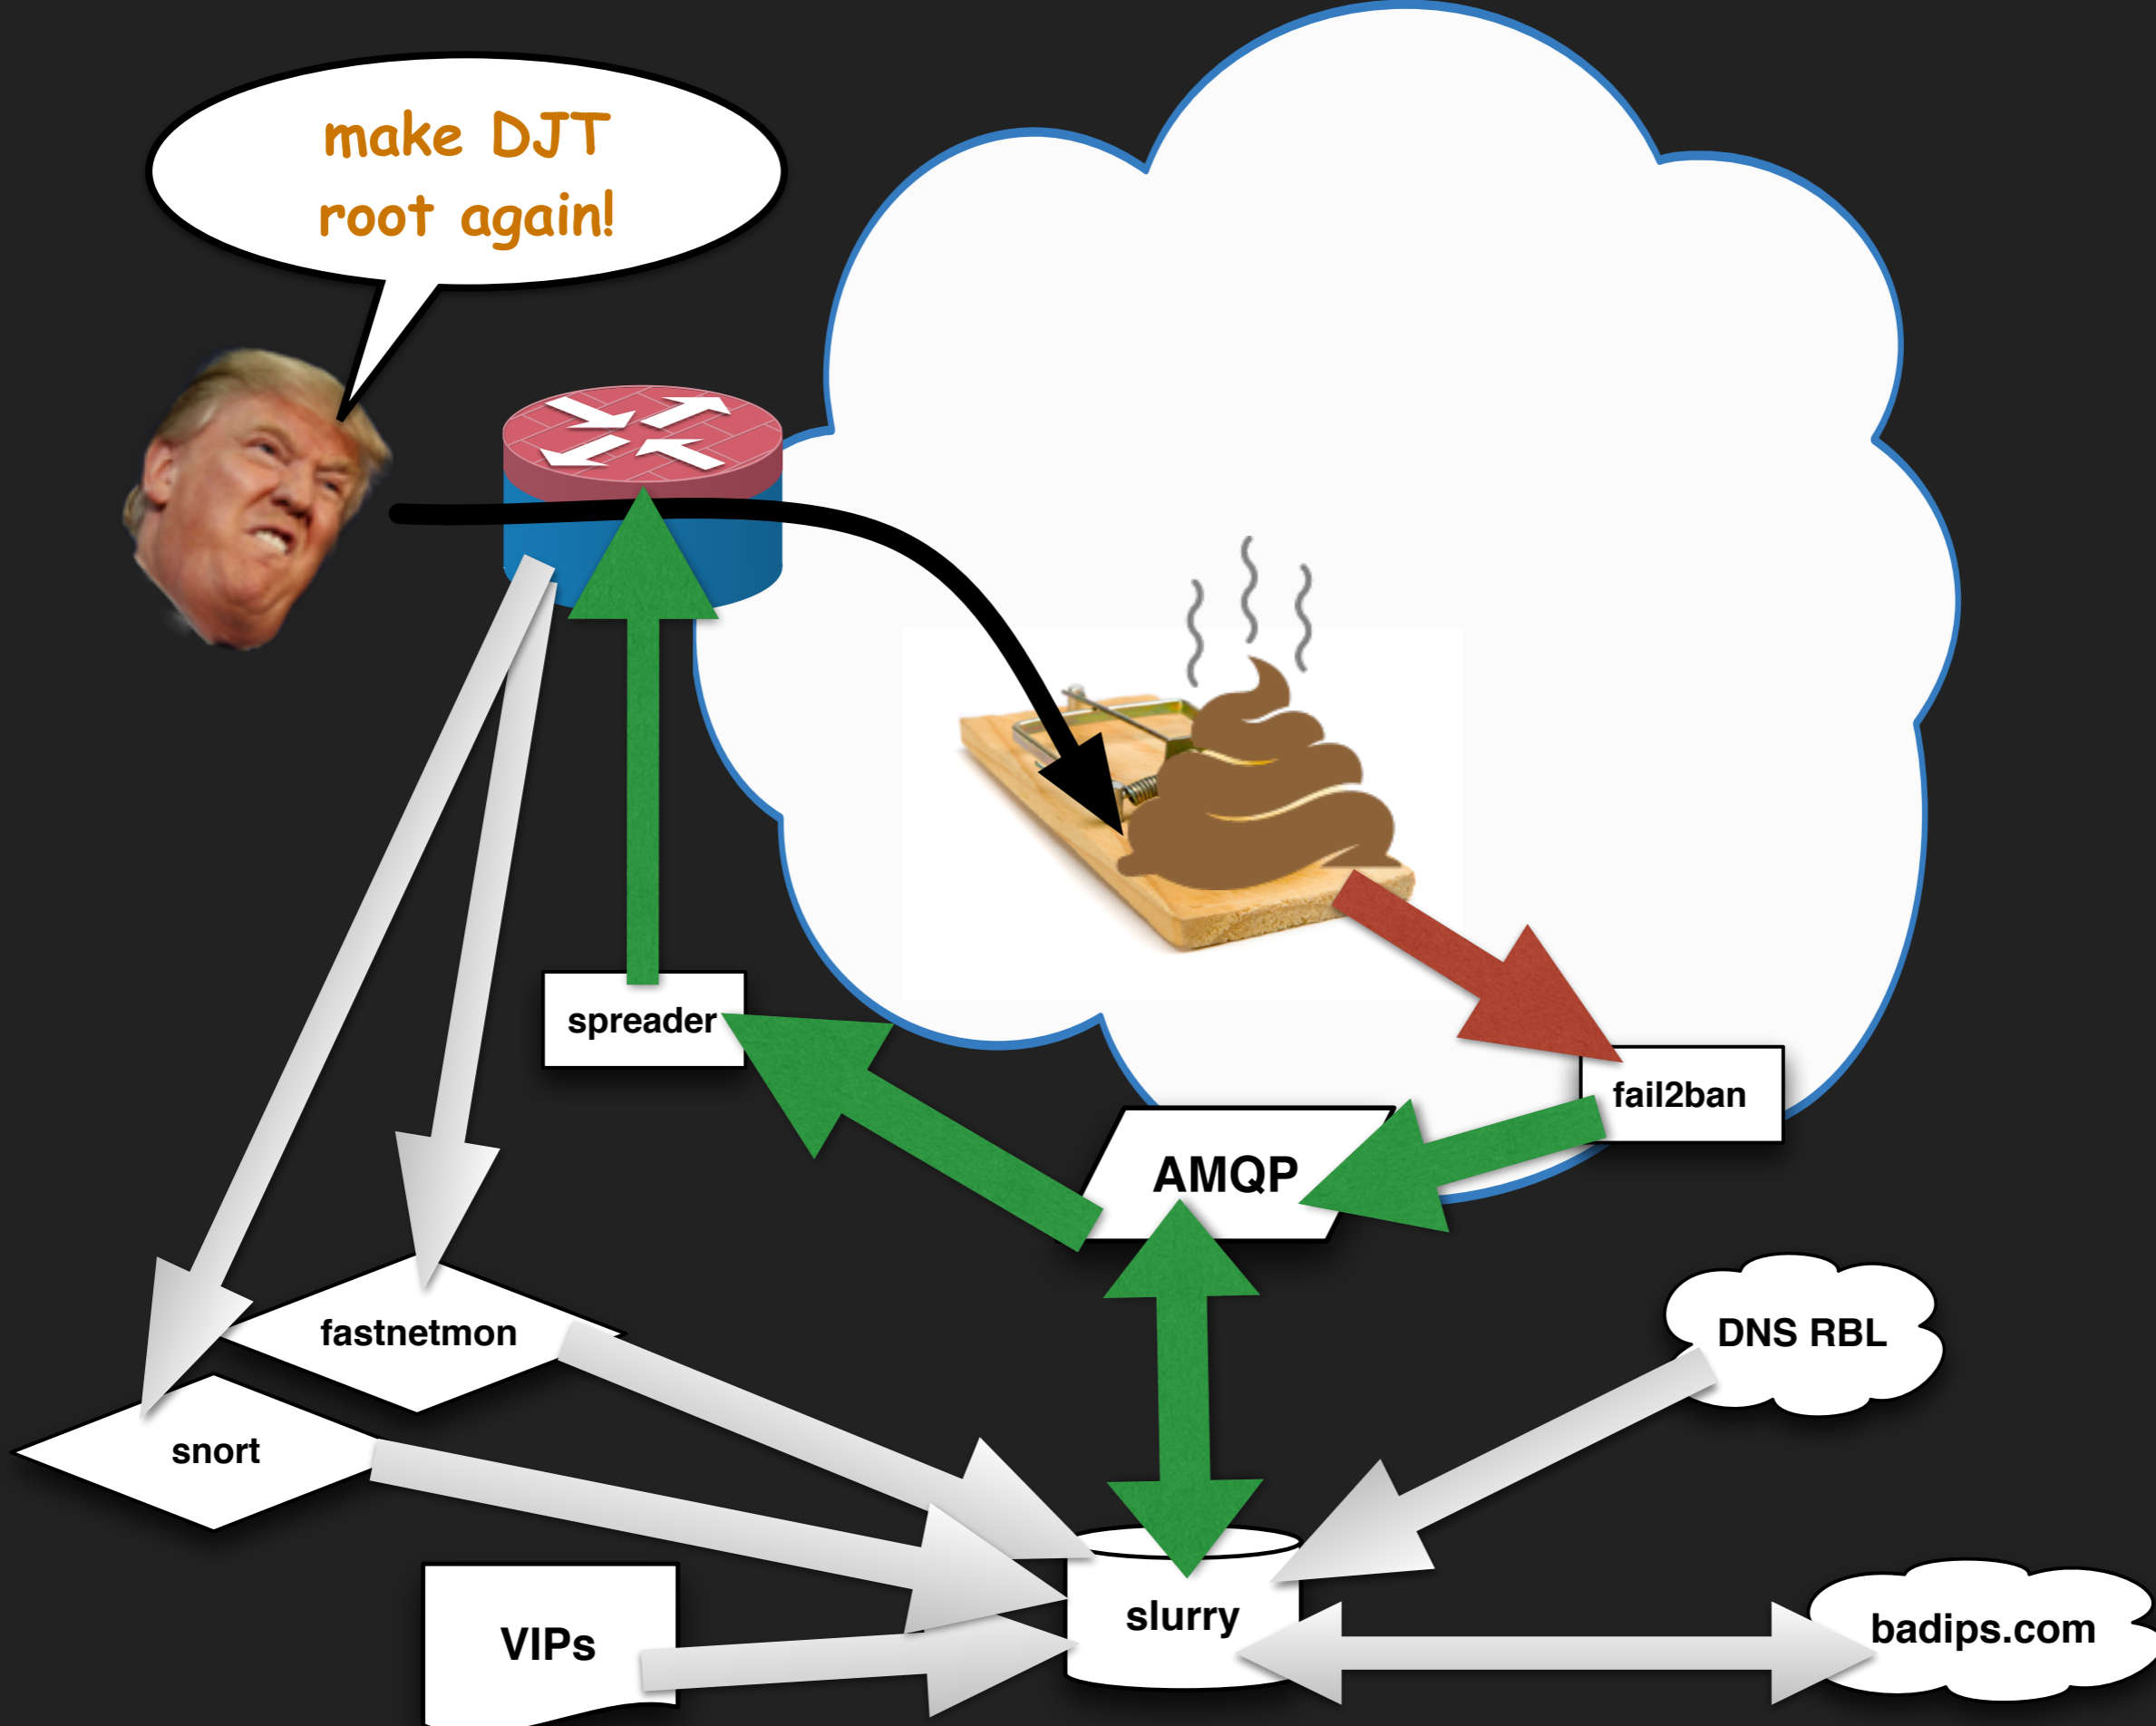 make DJT
root again!
spreader
fail2ban
AMQP
fastnetmon
DNS RBL
snort
slurry
VIPs
badips.com